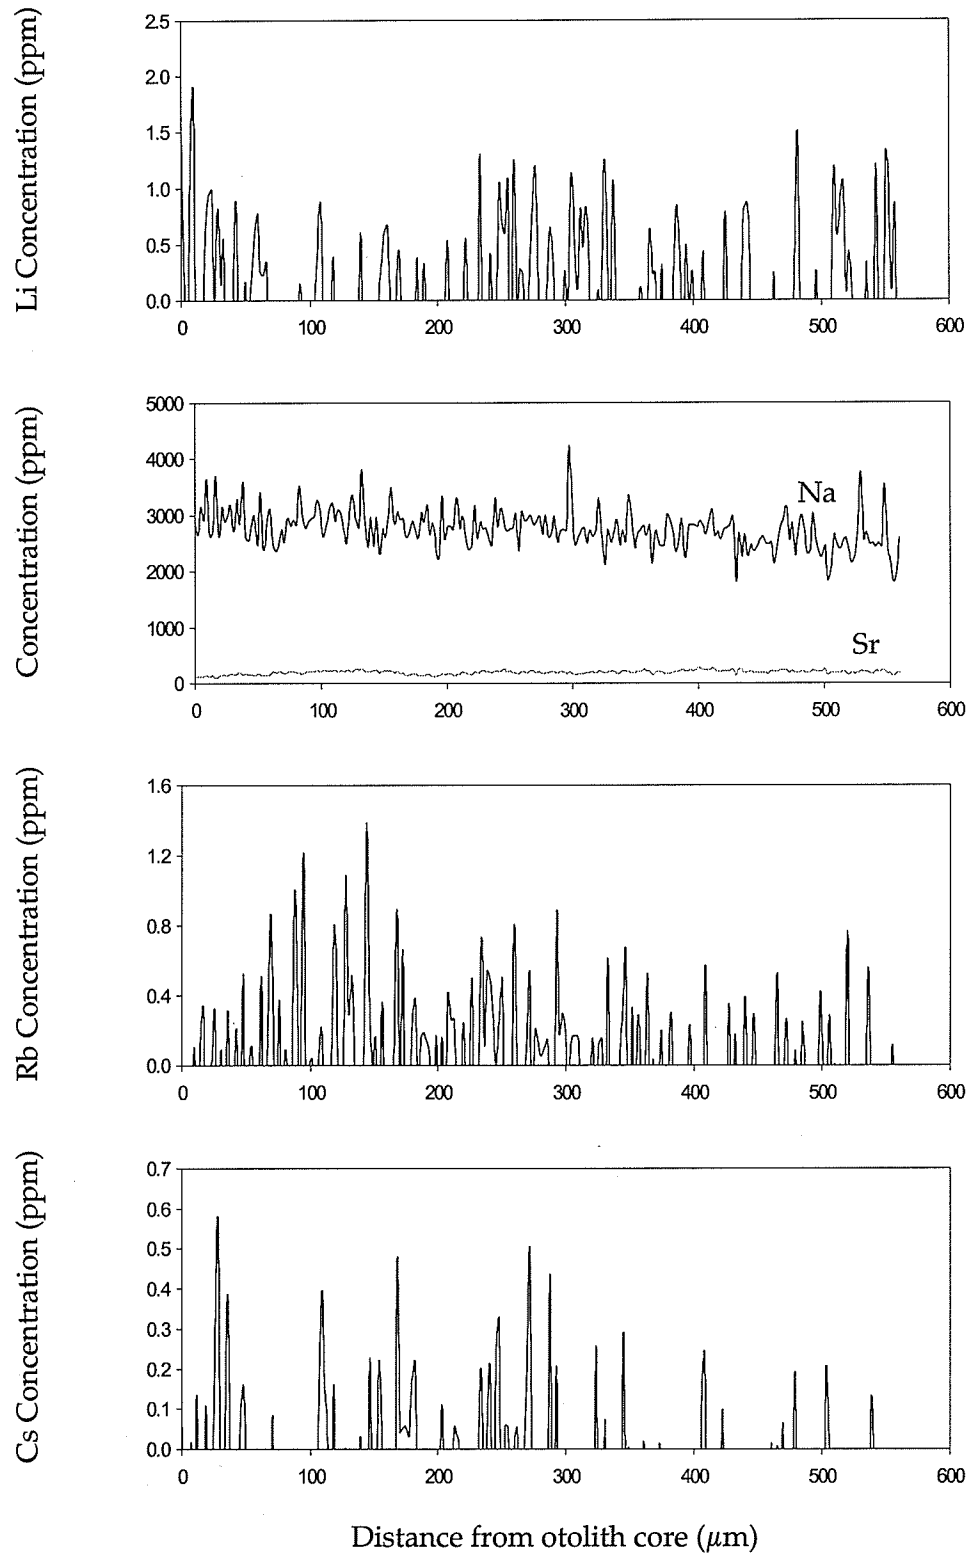 Li Concentration (ppm)
2.5
2.0
1.5
1.0
0.5
0.0
0 100 200 300 400 500 600
Concentration (ppm)
5000
4000
3000
2000
1000
0
Na
Sr
0 100 200 300 400 500 600
Rb Concentration (ppm)
1.6
1.2
0.8
0.4
0.0
0 100 200 300 400 500 600
Cs Concentration (ppm)
0.7
0.6
0.5
0.4
0.3
0.2
0.1
0.0
0 100 200 300 400 500 600
Distance from otolith core (μm)